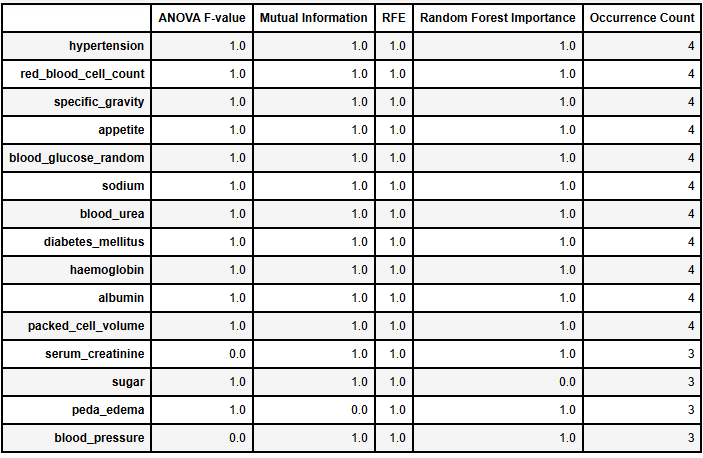 ANOVA F-value Mutual Information RFE Random Forest Importance Occurrence Count
hypertension 1.0 1.0 1.0 1.0 4
red_blood_cell_count 1.0 1.0 1.0 1.0 4
specific_gravity 1.0 1.0 1.0 1.0 4
appetite 1.0 1.0 1.0 1.0 4
blood_glucose_random 1.0 1.0 1.0 1.0 4
sodium 1.0 1.0 1.0 1.0 4
blood_urea 1.0 1.0 1.0 1.0 4
diabetes_mellitus 1.0 1.0 1.0 1.0 4
haemoglobin 1.0 1.0 1.0 1.0 4
albumin 1.0 1.0 1.0 1.0 4
packed_cell_volume 1.0 1.0 1.0 1.0 4
serum_creatinine 0.0 1.0 1.0 1.0 3
sugar 1.0 1.0 1.0 0.0 3
peda_edema 1.0 0.0 1.0 1.0 3
blood_pressure 0.0 1.0 1.0 1.0 3